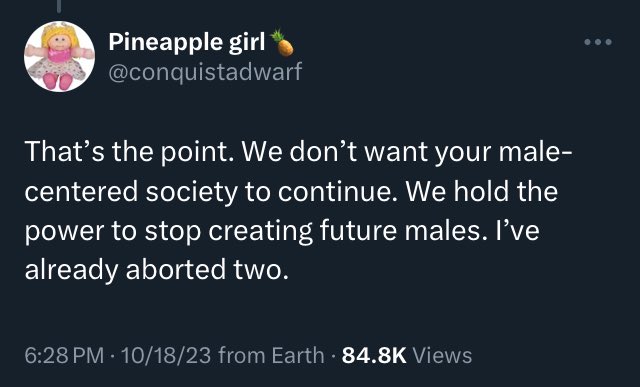 Pineapple girl🍍
@conquistadwarf
That’s the point. We don’t want your male-
centered society to continue. We hold the
power to stop creating future males. I’ve
already aborted two.
6:28 PM · 10/18/23 from Earth · 84.8K Views